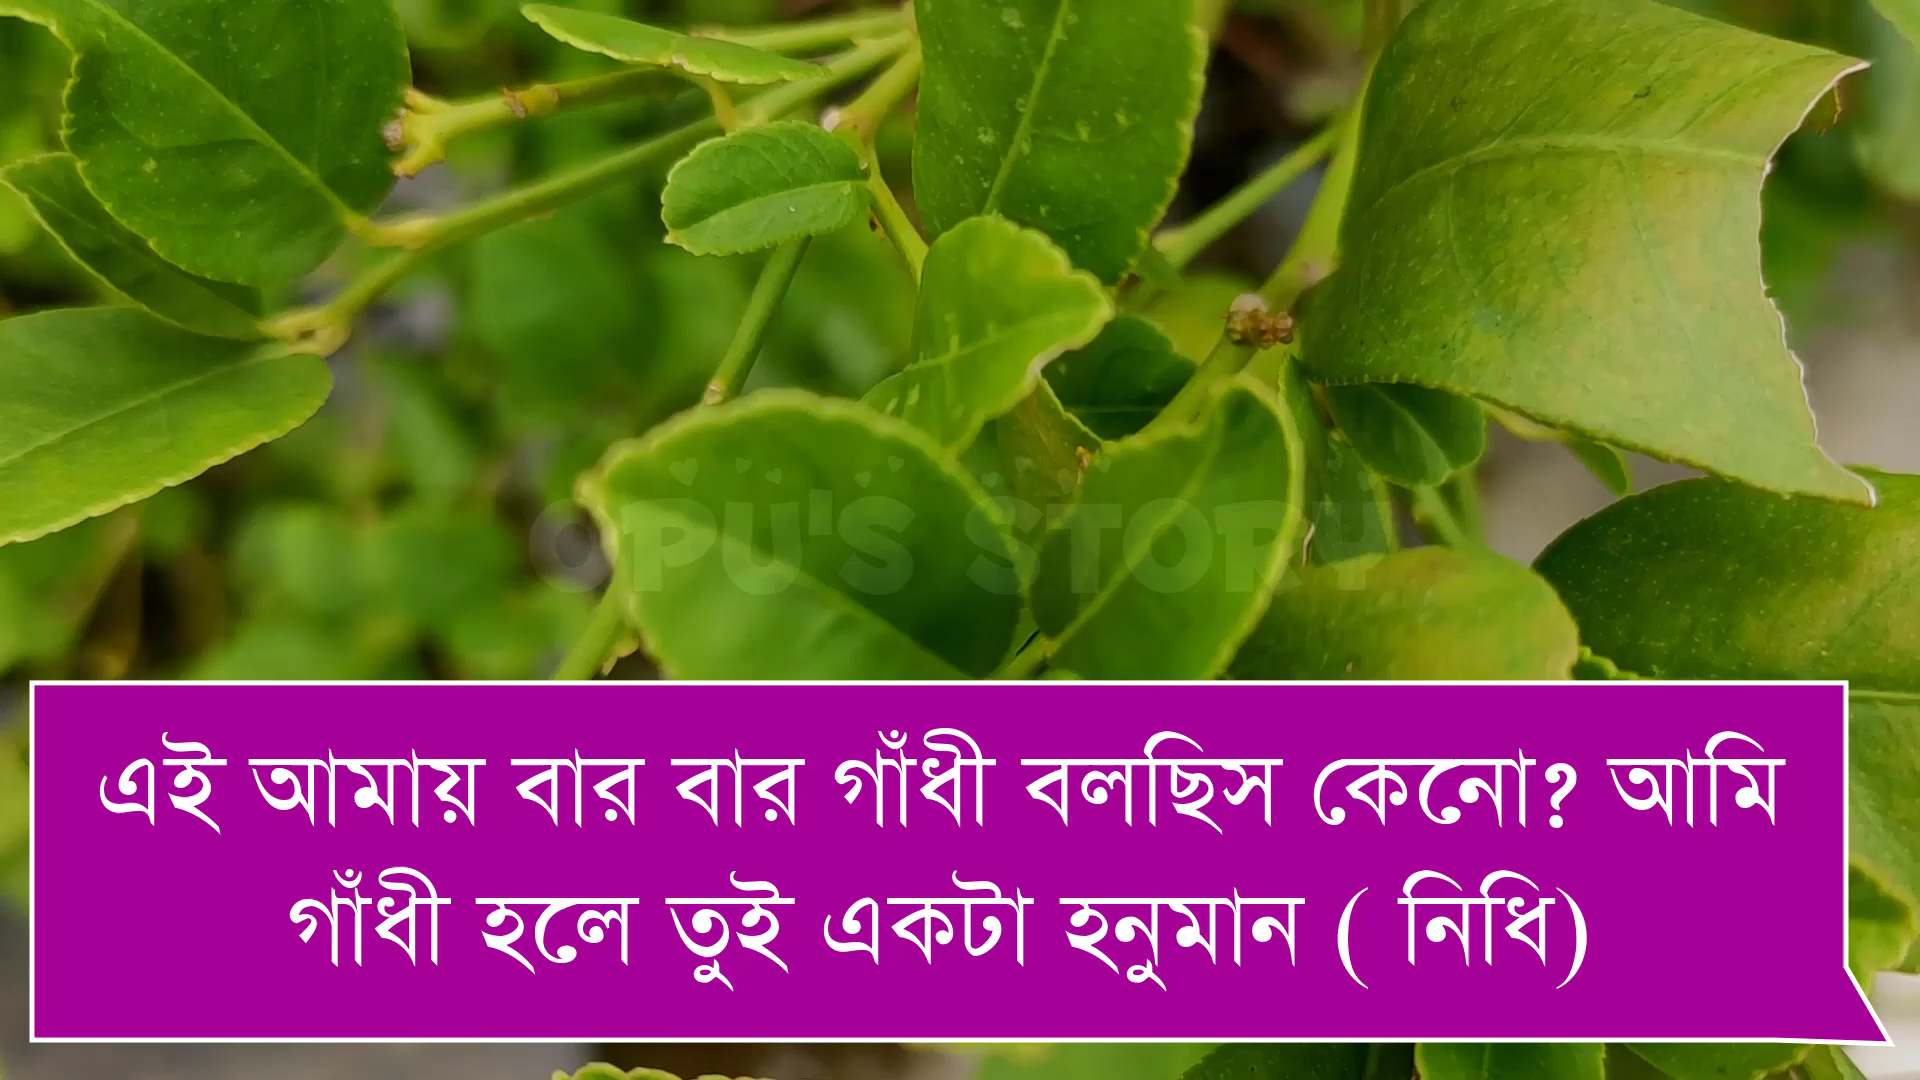 OPU'S STORY
এই আমায় বার বার গাঁধী বলছিস কেনো? আমি
গাঁধী হলে তুই একটা হনুমান ( নিধি)